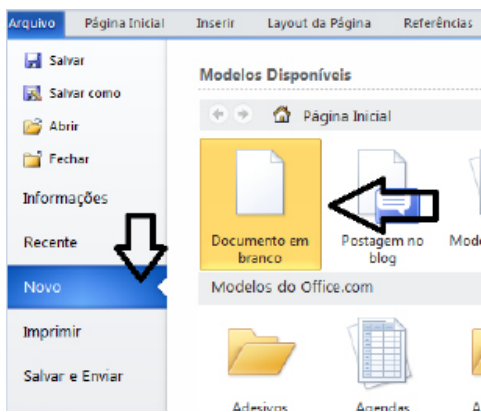 Arquivo Página Inicial Inserir Layout da Página Referências
Salvar
Salvar como
Abrir
Fechar
Informações
Recente
Novo
Imprimir
Salvar e Enviar
Modelos Disponíveis
Página Inicial
Documento em
branco
Postagem no
blog
Modelos do Office.com
Adesivos Agendas